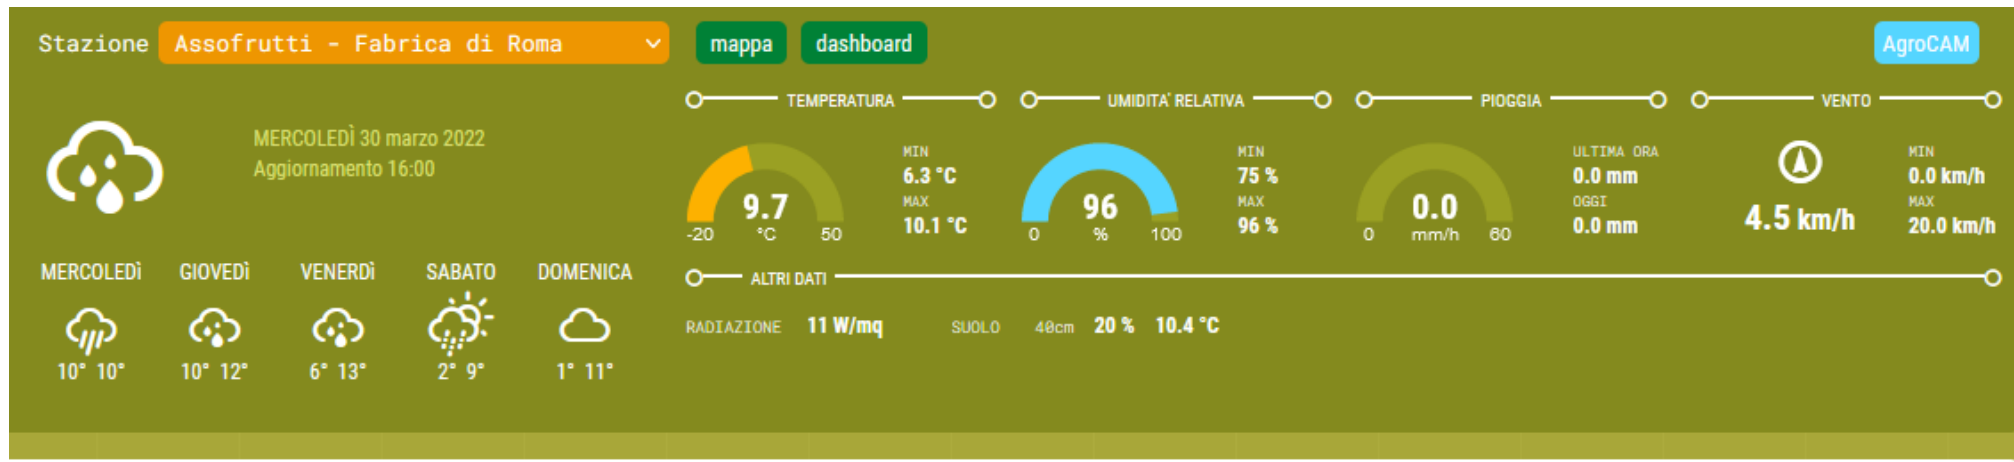 Stazione Assofrutti - Fabrica di Roma mappa dashboard AgroCAM
MERCOLEDÌ 30 marzo 2022
Aggiornamento 16:00
MERCOLEDÌ GIOVEDÌ VENERDÌ SABATO DOMENICA
10° 10° 10° 12° 6° 13° 2° 9° 1° 11°
TEMPERATURA
9.7
°C
-20 50
MIN
6.3 °C
MAX
10.1 °C
UMIDITA' RELATIVA
96
%
0 100
MIN
75 %
MAX
96 %
PIOGGIA
0.0
mm/h
0 60
ULTIMA ORA
0.0 mm
OGGI
0.0 mm
VENTO
4.5 km/h
MIN
0.0 km/h
MAX
20.0 km/h
ALTRI DATI
RADIAZIONE 11 W/mq SUOLO 40cm 20 % 10.4 °C